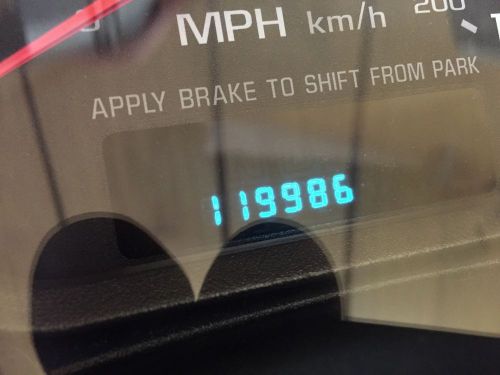 MPH km/h 200
APPLY BRAKE TO SHIFT FROM PARK
119986